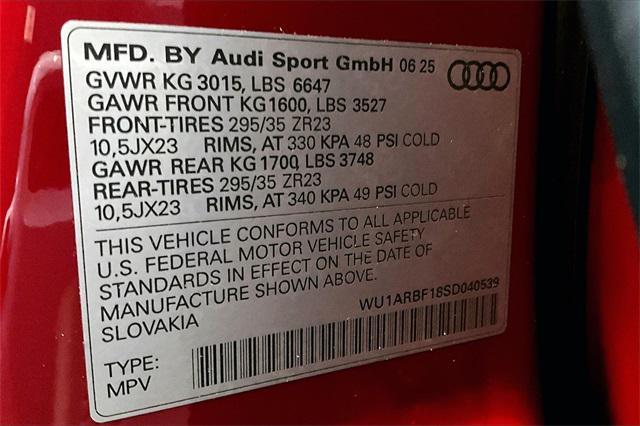 MFD. BY Audi Sport GmbH 06 25
GVWR KG 3015, LBS 6647
GAWR FRONT KG 1600, LBS 3527
FRONT-TIRES 295/35 ZR23
10,5JX23 RIMS, AT 330 KPA 48 PSI COLD
GAWR REAR KG 1700, LBS 3748
REAR-TIRES 295/35 ZR23
10,5JX23 RIMS, AT 340 KPA 49 PSI COLD
THIS VEHICLE CONFORMS TO ALL APPLICABLE
U.S. FEDERAL MOTOR VEHICLE SAFETY
STANDARDS IN EFFECT ON THE DATE OF
MANUFACTURE SHOWN ABOVE.
SLOVAKIA
WU1ARBF18SD040539
TYPE:
MPV